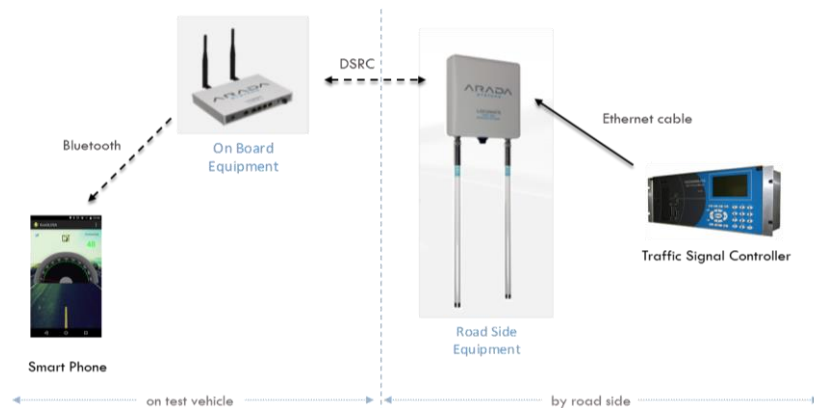 DSRC
ARADA
ARADA
Ethernet cable
Bluetooth
On Board
Equipment
Traffic Signal Controller
Road Side
Equipment
Smart Phone
on test vehicle
by road side